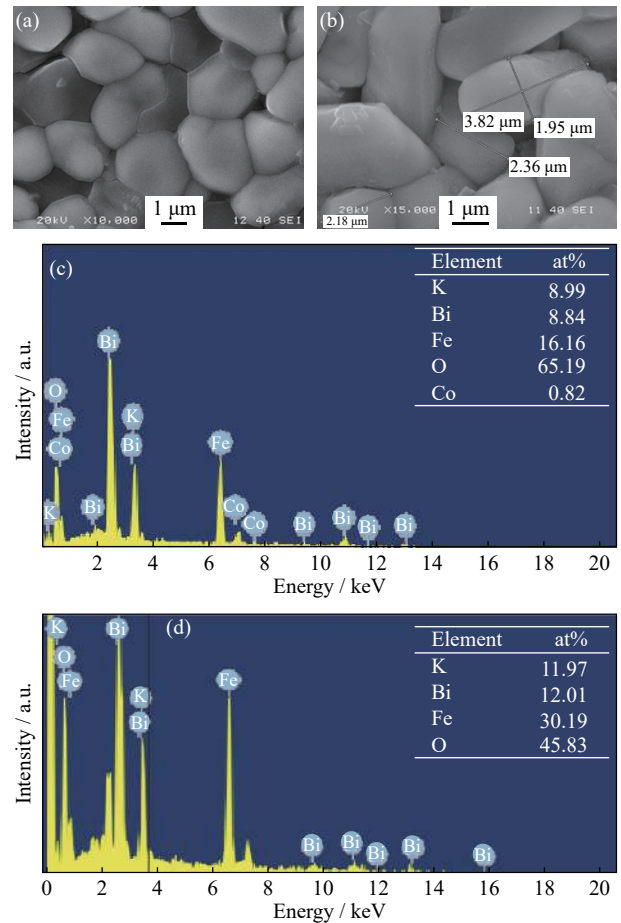 (a)
20kV X10,000 1 μm 12 40 SEI
(b)
3.82 μm
1.95 μm
2.36 μm
2.18 μm
20kV X15,000 1 μm 11 40 SEI
(c)
Element at%
K 8.99
Bi 8.84
Fe 16.16
O 65.19
Co 0.82
Intensity / a.u.
Bi
O
Fe
Co
K
Bi
K
Bi
Fe
Co
Co
Bi
Bi
Bi
Bi
2 4 6 8 10 12 14 16 18 20
Energy / keV
(d)
Element at%
K 11.97
Bi 12.01
Fe 30.19
O 45.83
Intensity / a.u.
K
O
Fe
Bi
K
Bi
Fe
Bi
Bi
Bi
Bi
Bi
0 2 4 6 8 10 12 14 16 18 20
Energy / keV